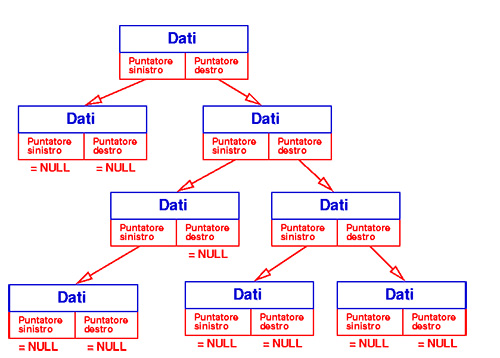 Dati
Puntatore sinistro
Puntatore destro
Dati
Puntatore sinistro
Puntatore destro
= NULL
= NULL
Dati
Puntatore sinistro
Puntatore destro
Dati
Puntatore sinistro
Puntatore destro
= NULL
Dati
Puntatore sinistro
Puntatore destro
Dati
Puntatore sinistro
Puntatore destro
= NULL
= NULL
Dati
Puntatore sinistro
Puntatore destro
= NULL
= NULL
Dati
Puntatore sinistro
Puntatore destro
= NULL
= NULL